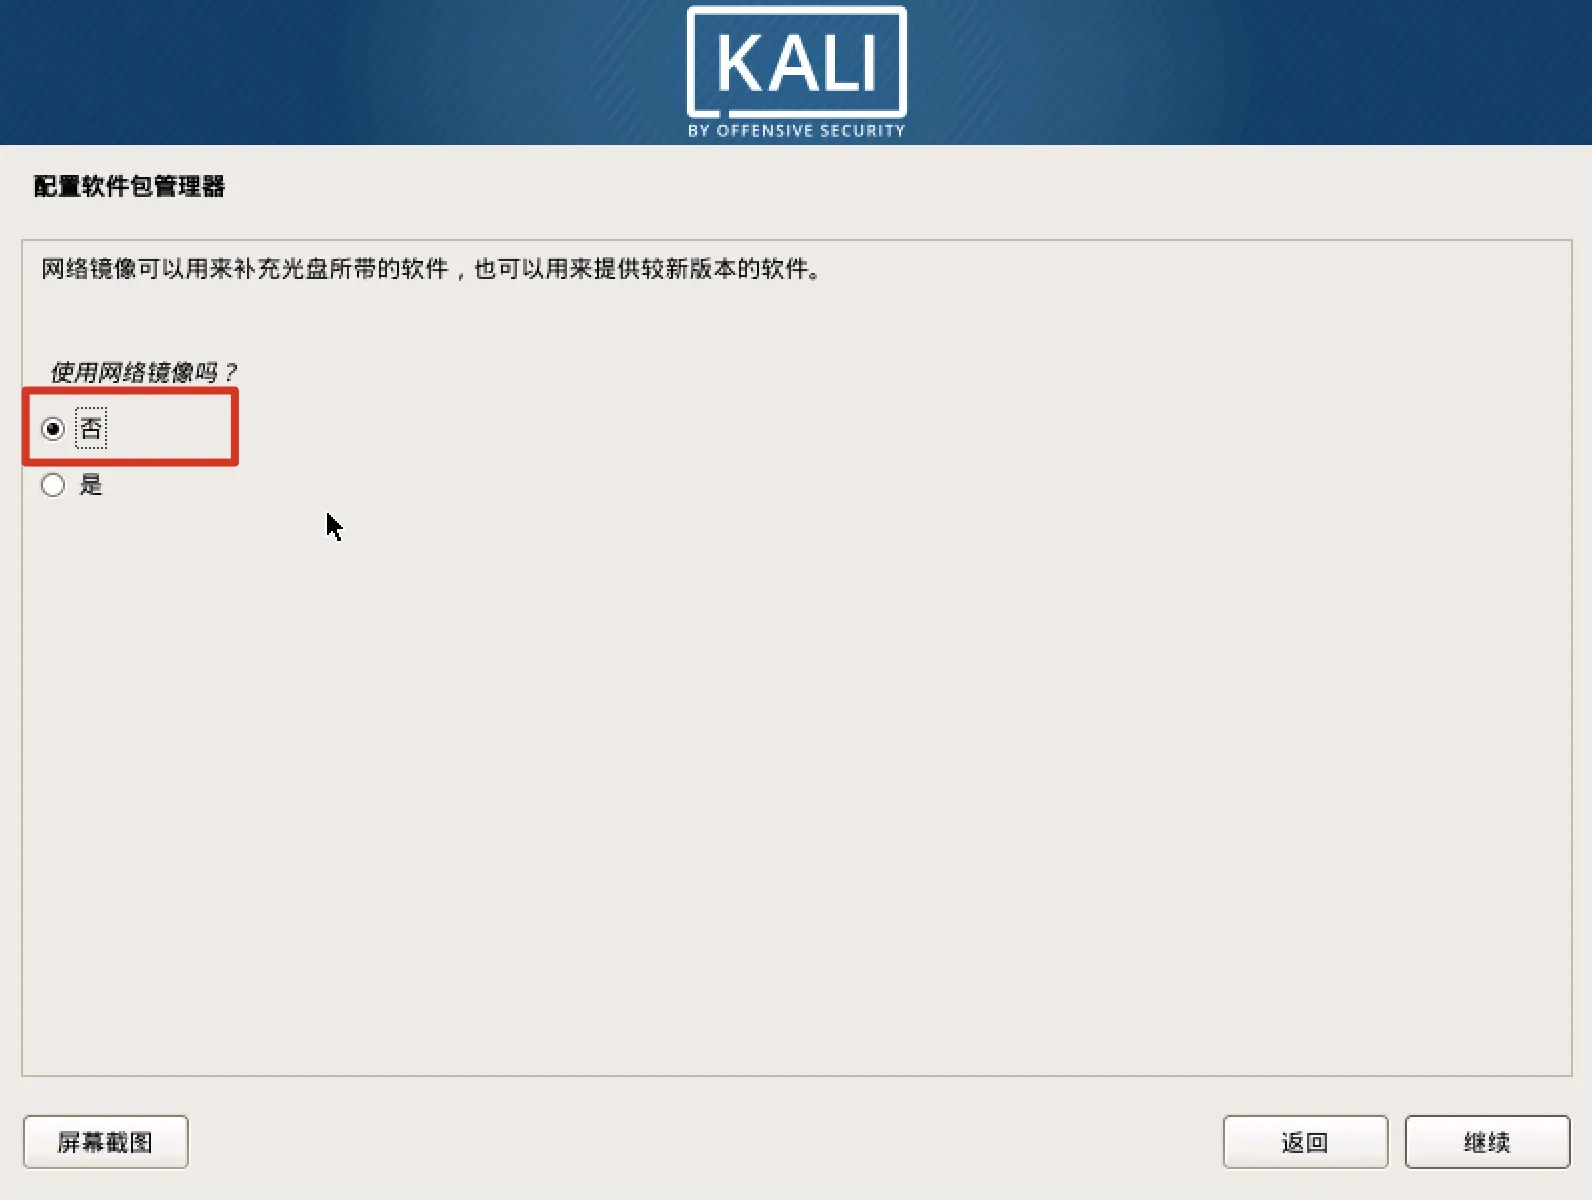 KALI
BY OFFENSIVE SECURITY
配置软件包管理器
网络镜像可以用来补充光盘所带的软件，也可以用来提供较新版本的软件。
使用网络镜像吗？
否
是
屏幕截图
返回
继续